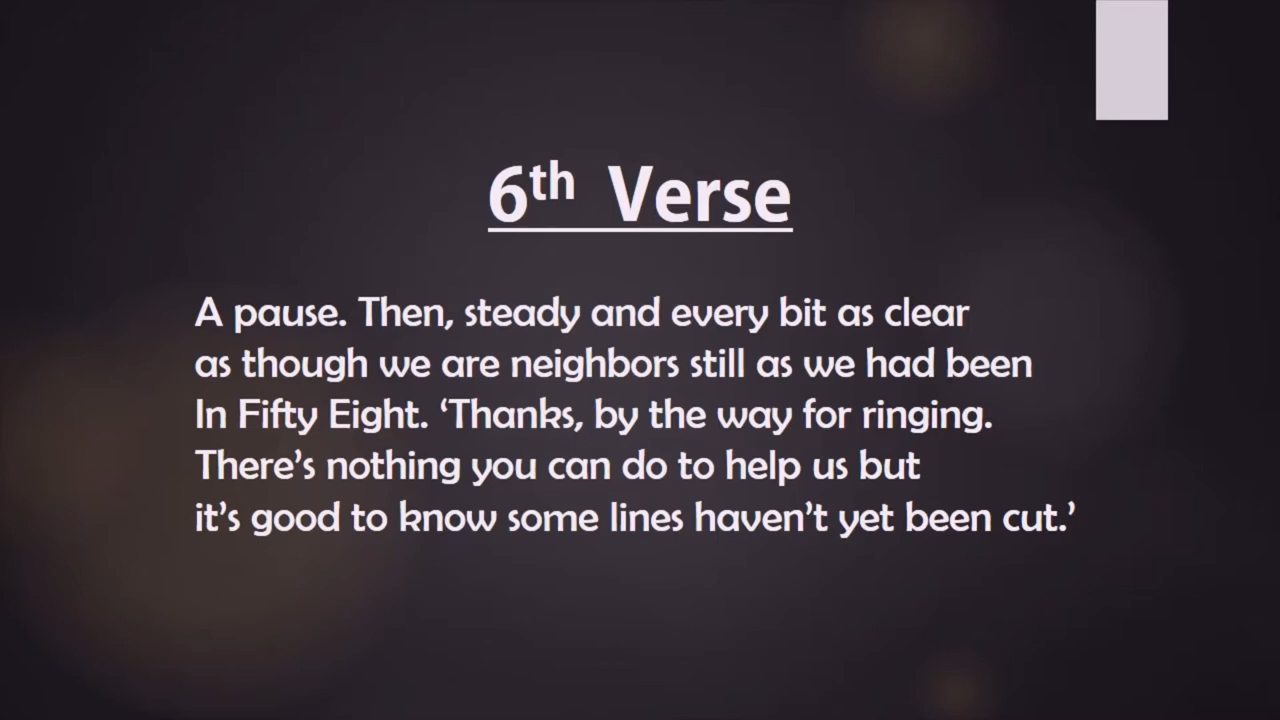 6th Verse
A pause. Then, steady and every bit as clear
as though we are neighbors still as we had been
In Fifty Eight. ‘Thanks, by the way for ringing.
There’s nothing you can do to help us but
it’s good to know some lines haven’t yet been cut.’